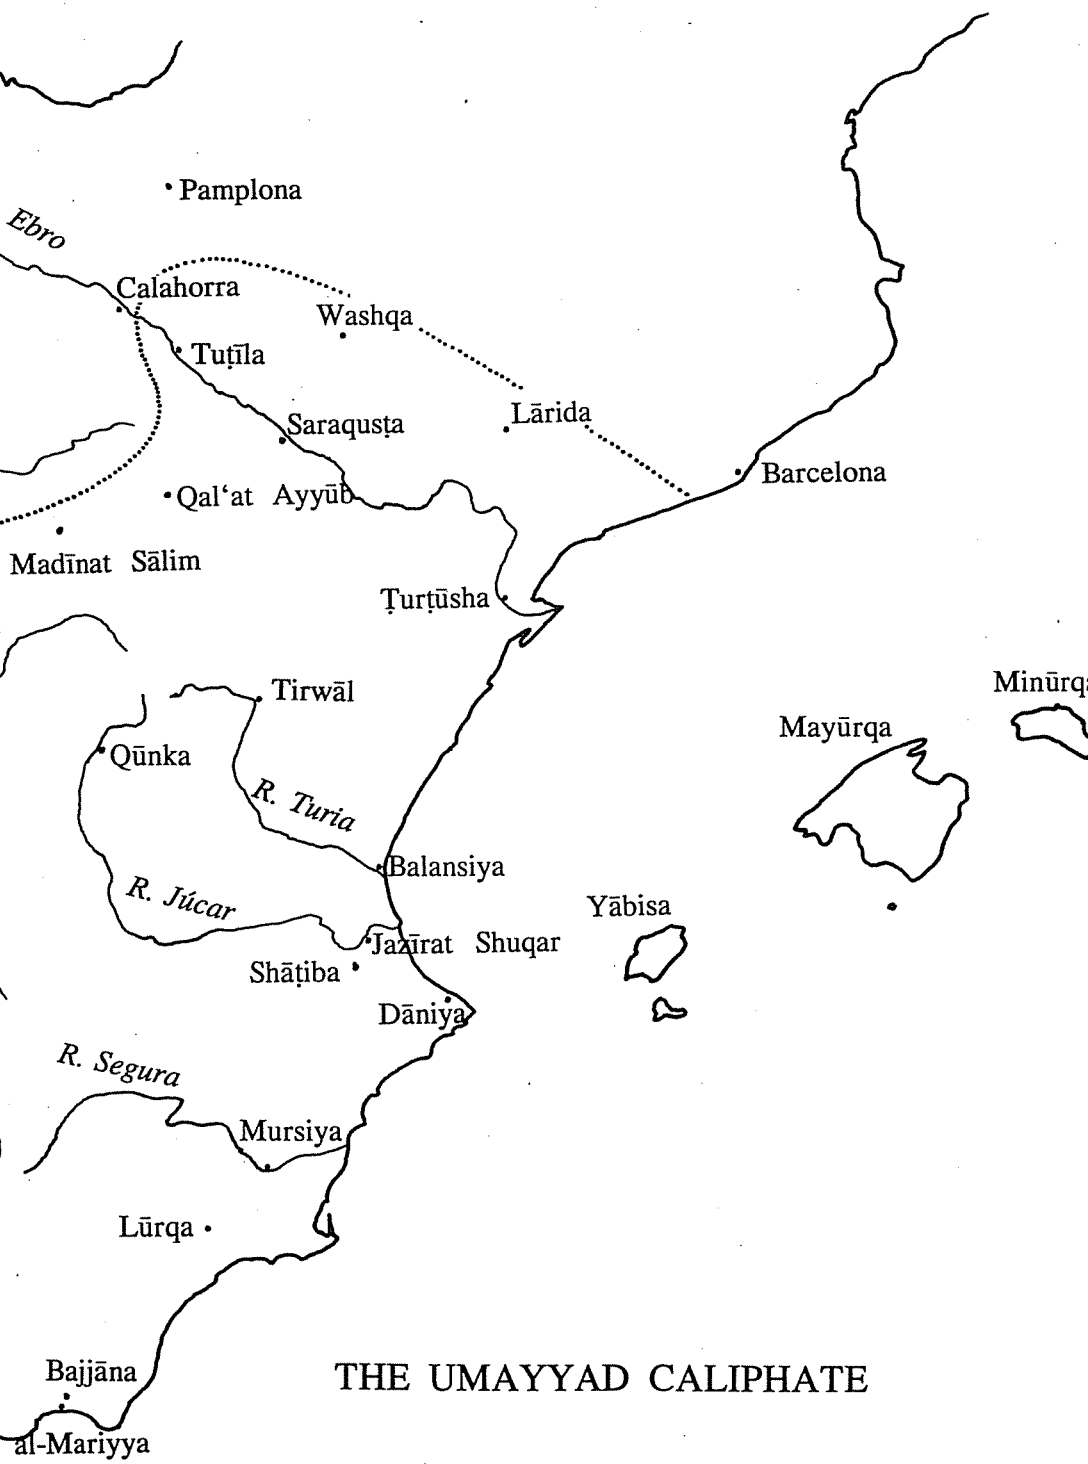 Pamplona
Ebro
Calahorra
Washqa
Tuṭīla
Lārida
Saraqusṭa
Barcelona
Qal‘at Ayyūb
Madīnat Sālim
Ṭurṭūsha
Minūrqa
Tirwāl
Mayūrqa
Qūnka
R. Turia
Balansiya
R. Júcar
Yābisa
Jazīrat Shuqar
Shāṭiba
Dāniya
R. Segura
Mursiya
Lūrqa
Bajjāna
THE UMAYYAD CALIPHATE
al-Mariyya